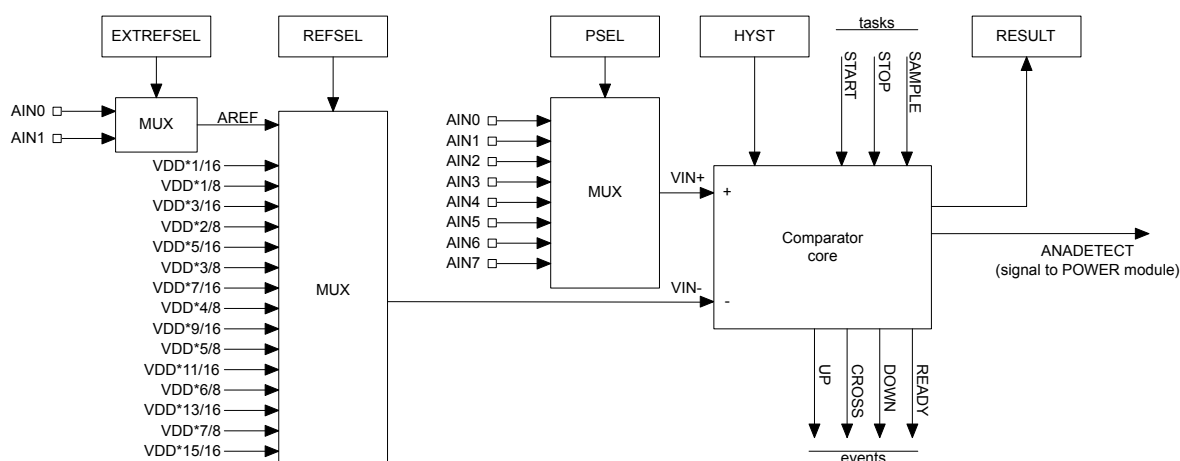 tasks
EXTREFSEL
REFSEL
PSEL
HYST
RESULT
START
STOP
SAMPLE
AIN0
AIN1
MUX
AREF
VDD*1/16
VDD*1/8
VDD*3/16
VDD*2/8
VDD*5/16
VDD*3/8
VDD*7/16
VDD*4/8
VDD*9/16
VDD*5/8
VDD*11/16
VDD*6/8
VDD*13/16
VDD*7/8
VDD*15/16
MUX
AIN0
AIN1
AIN2
AIN3
AIN4
AIN5
AIN6
AIN7
MUX
VIN+
+
VIN-
-
Comparator
core
ANADETECT
(signal to POWER module)
UP
CROSS
DOWN
READY
events